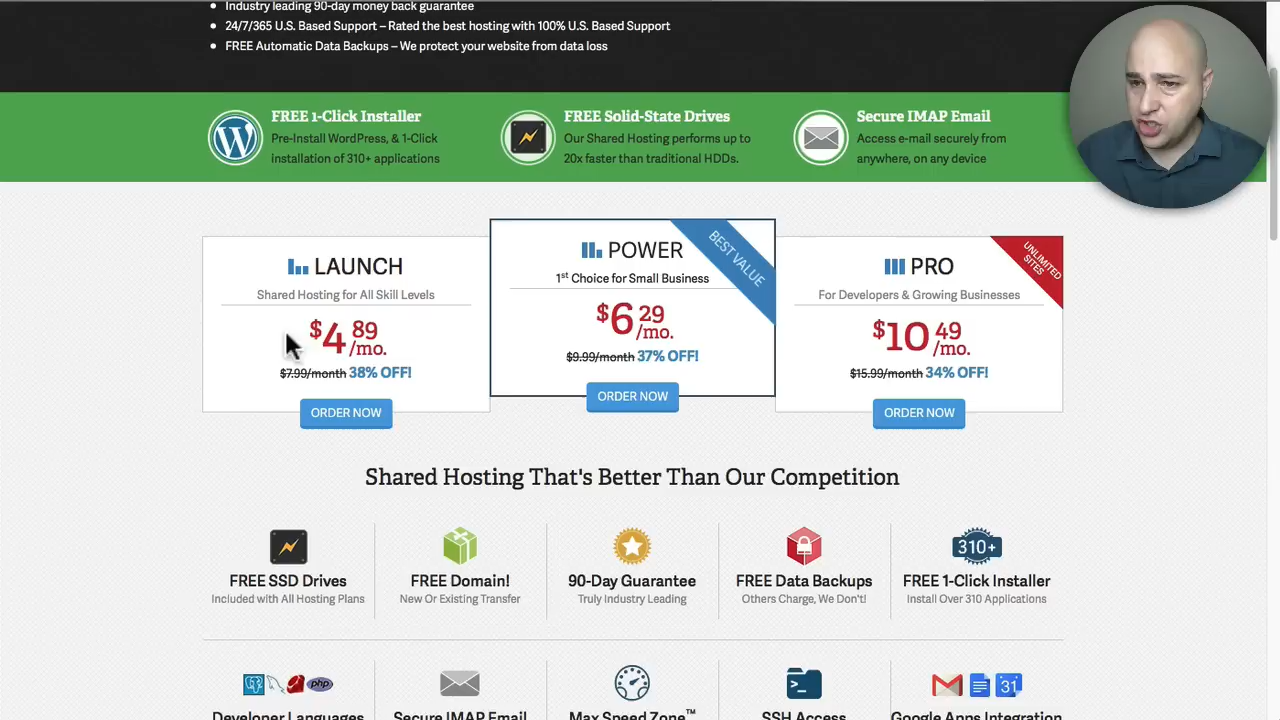 Industry leading 90-day money back guarantee
24/7/365 U.S. Based Support – Rated the best hosting with 100% U.S. Based Support
FREE Automatic Data Backups – We protect your website from data loss
FREE 1-Click Installer
Pre-Install WordPress, & 1-Click
installation of 310+ applications
FREE Solid-State Drives
Our Shared Hosting performs up to
20x faster than traditional HDDs.
Secure IMAP Email
Access e-mail securely from
anywhere, on any device
LAUNCH
Shared Hosting for All Skill Levels
$4 89 /mo.
$7.99/month 38% OFF!
ORDER NOW
POWER
BEST VALUE
1st Choice for Small Business
$6 29 /mo.
$9.99/month 37% OFF!
ORDER NOW
PRO
UNLIMITED
SITES
For Developers & Growing Businesses
$10 49 /mo.
$15.99/month 34% OFF!
ORDER NOW
Shared Hosting That's Better Than Our Competition
FREE SSD Drives
Included with All Hosting Plans
FREE Domain!
New Or Existing Transfer
90-Day Guarantee
Truly Industry Leading
FREE Data Backups
Others Charge, We Don't!
310+
FREE 1-Click Installer
Install Over 310 Applications
php
Developer Languages
Secure IMAP Email
Max Speed Zone™
SSH Access
31
Google Apps Integration